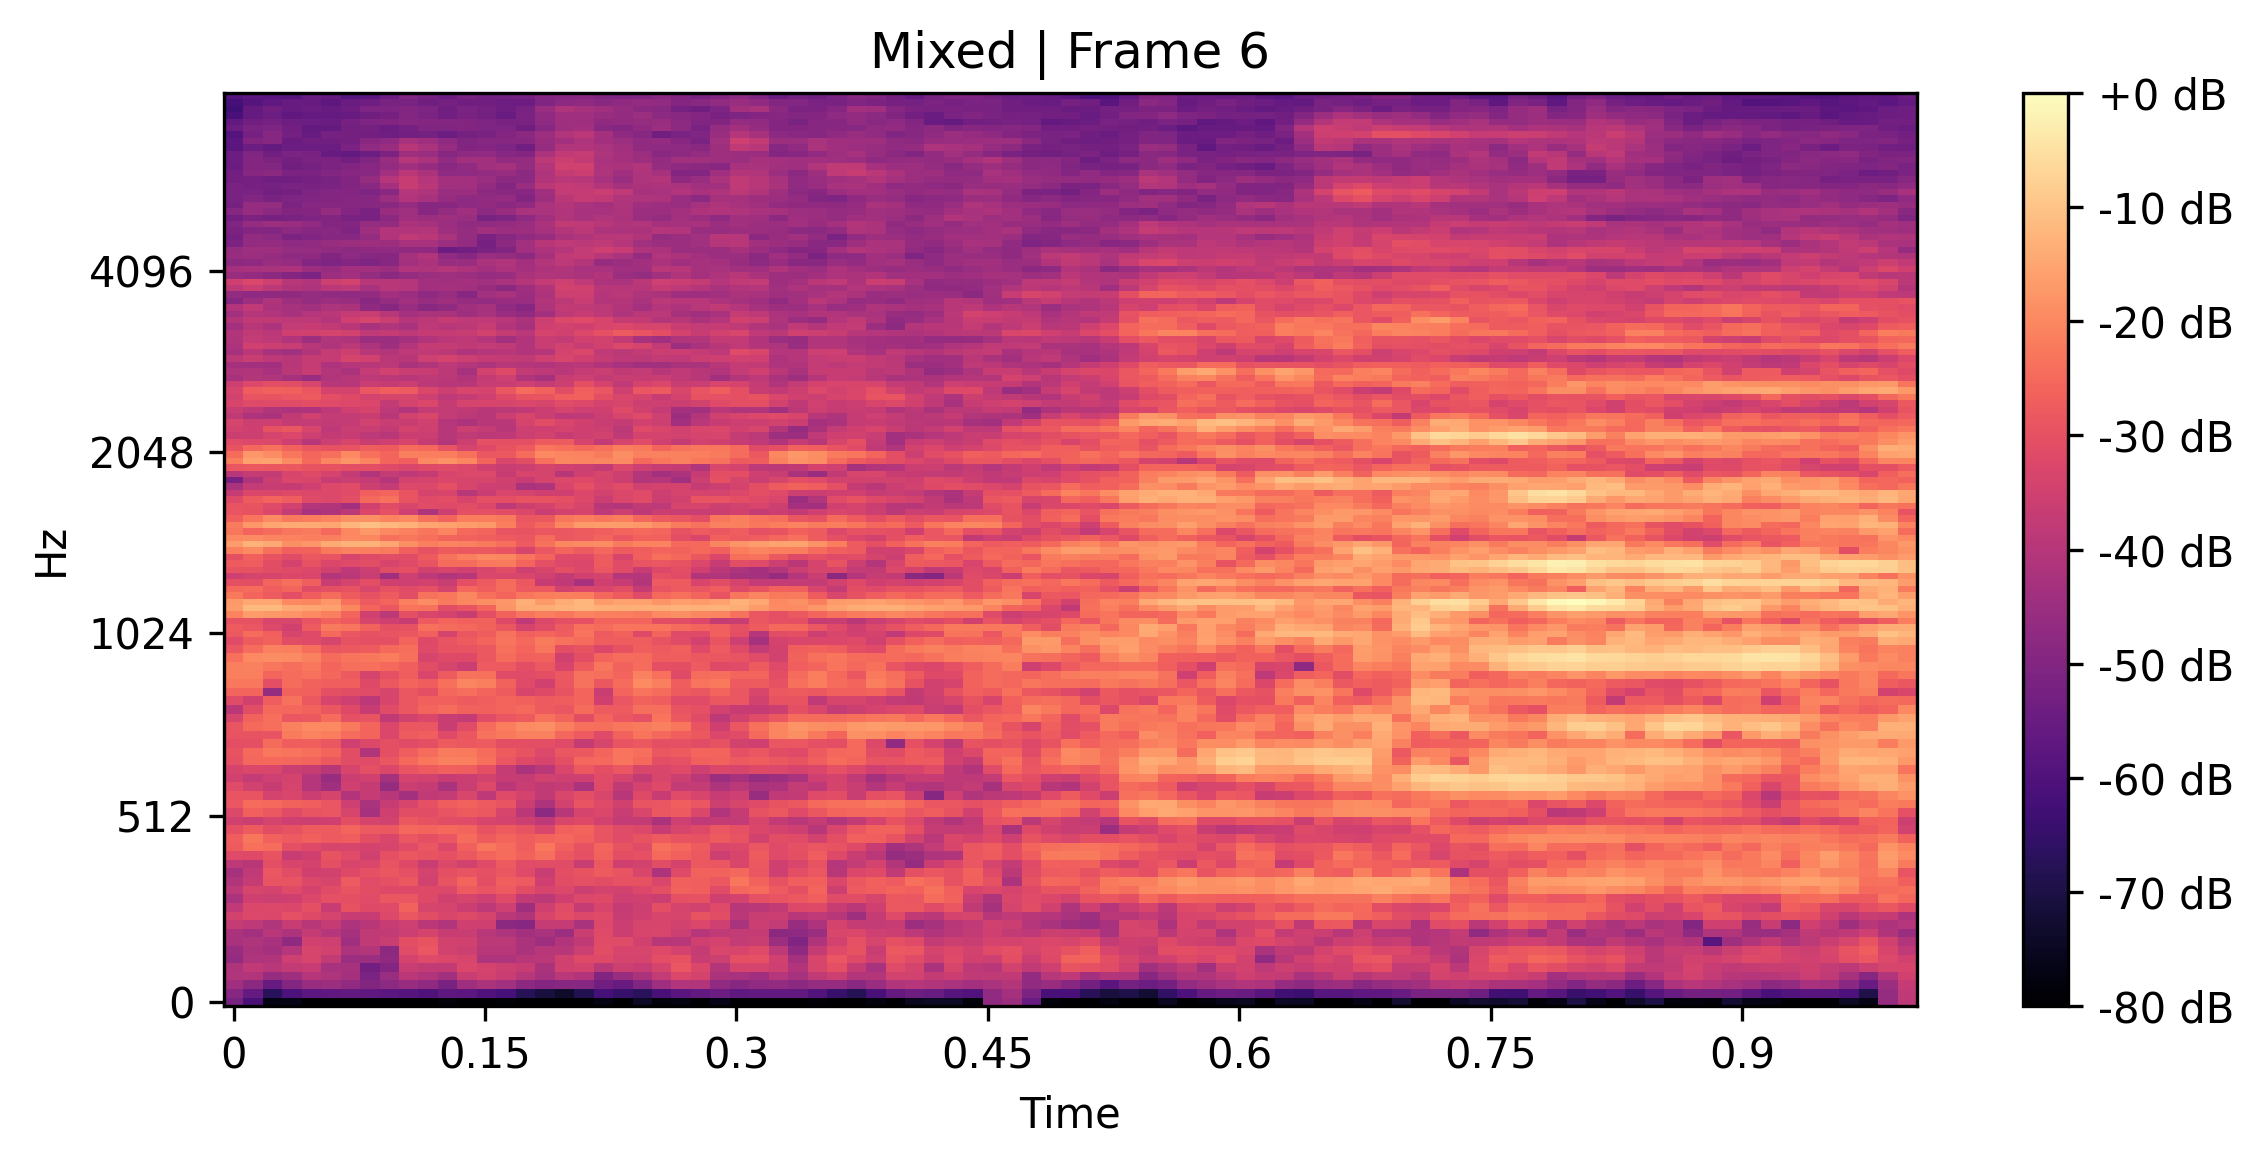 Mixed | Frame 6
+0 dB
-10 dB
-20 dB
-30 dB
-40 dB
-50 dB
-60 dB
-70 dB
-80 dB
Hz
4096
2048
1024
512
0
0 0.15 0.3 0.45 0.6 0.75 0.9
Time